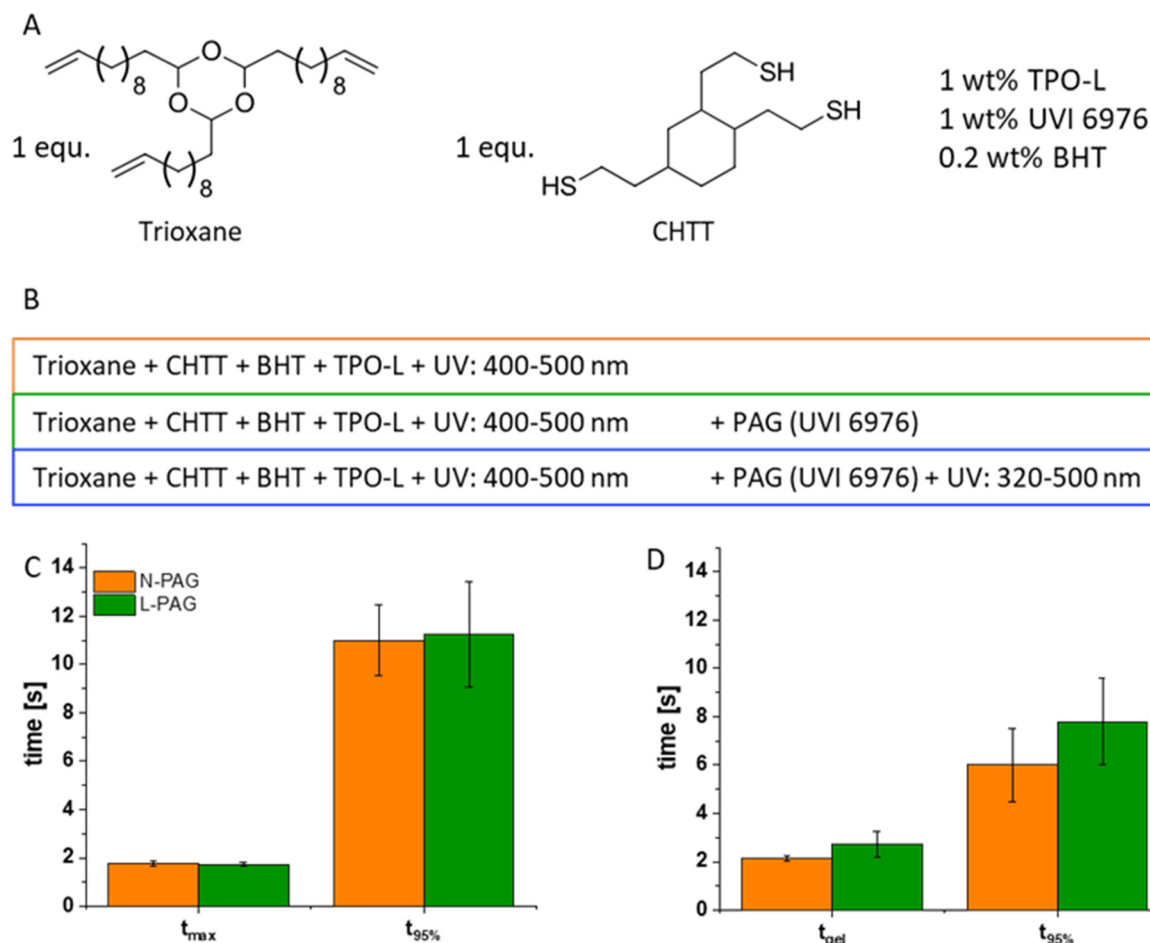 A
O
O O
( )8 ( )8
( )8
1 equ.
Trioxane
1 equ.
SH
SH
HS
CHTT
1 wt% TPO-L
1 wt% UVI 6976
0.2 wt% BHT
B
Trioxane + CHTT + BHT + TPO-L + UV: 400-500 nm
Trioxane + CHTT + BHT + TPO-L + UV: 400-500 nm + PAG (UVI 6976)
Trioxane + CHTT + BHT + TPO-L + UV: 400-500 nm + PAG (UVI 6976) + UV: 320-500 nm
C
N-PAG
L-PAG
time [s]
14
12
10
8
6
4
2
0
tmax t95%
D
time [s]
14
12
10
8
6
4
2
0
tgel t95%